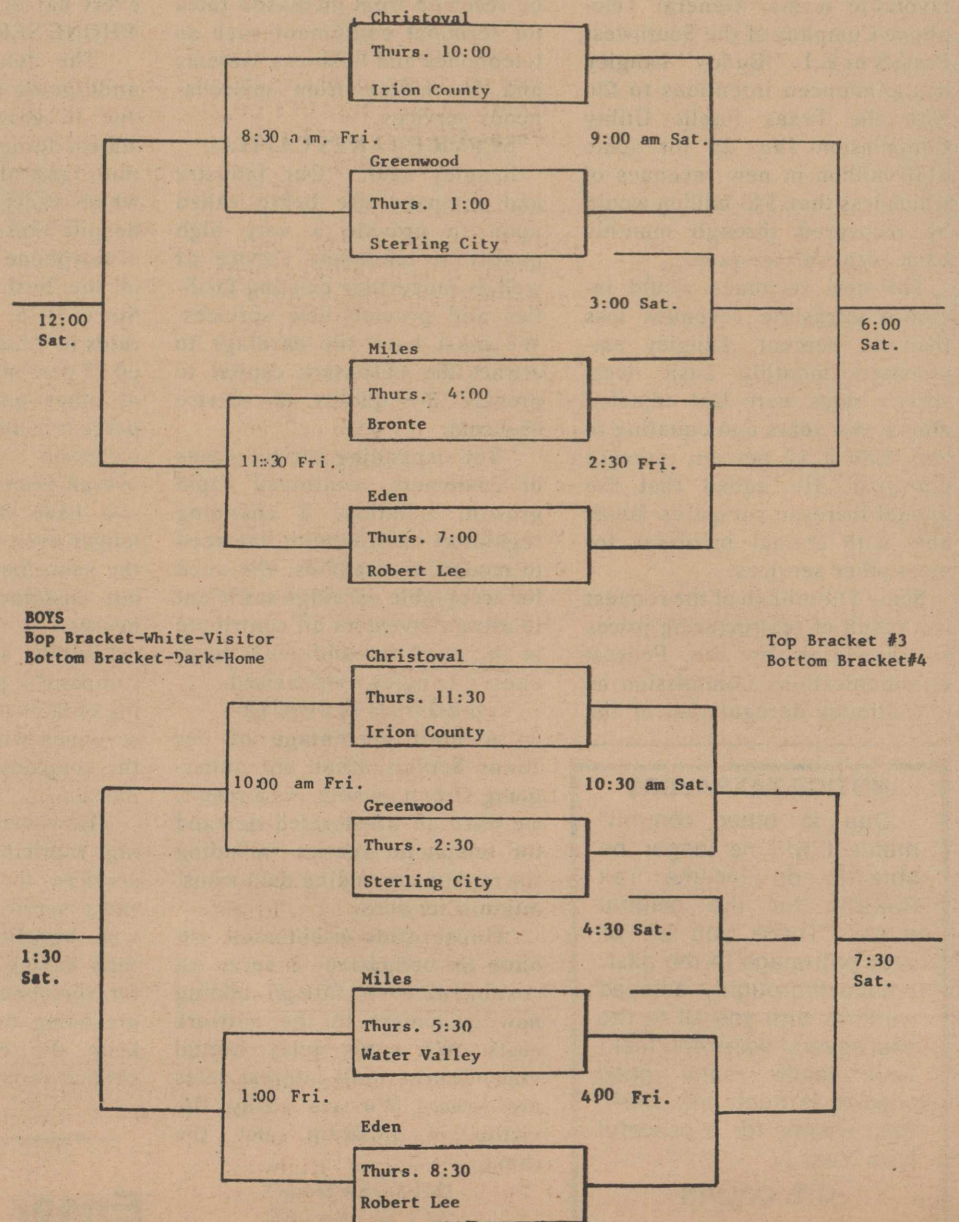 Christoval
Thurs. 10:00
Irion County
8:30 a.m. Fri.
9:00 am Sat.
Greenwood
Thurs. 1:00
Sterling City
3:00 Sat.
12:00
Sat.
6:00
Sat.
Miles
Thurs. 4:00
Bronte
11:30 Fri.
2:30 Fri.
Eden
Thurs. 7:00
Robert Lee
BOYS
Bop Bracket-White-Visitor
Bottom Bracket-Dark-Home
Top Bracket #3
Bottom Bracket#4
Christoval
Thurs. 11:30
Irion County
10:00 am Fri.
10:30 am Sat.
Greenwood
Thurs. 2:30
Sterling City
4:30 Sat.
1:30
Sat.
7:30
Sat.
Miles
Thurs. 5:30
Water Valley
1:00 Fri.
4:00 Fri.
Eden
Thurs. 8:30
Robert Lee